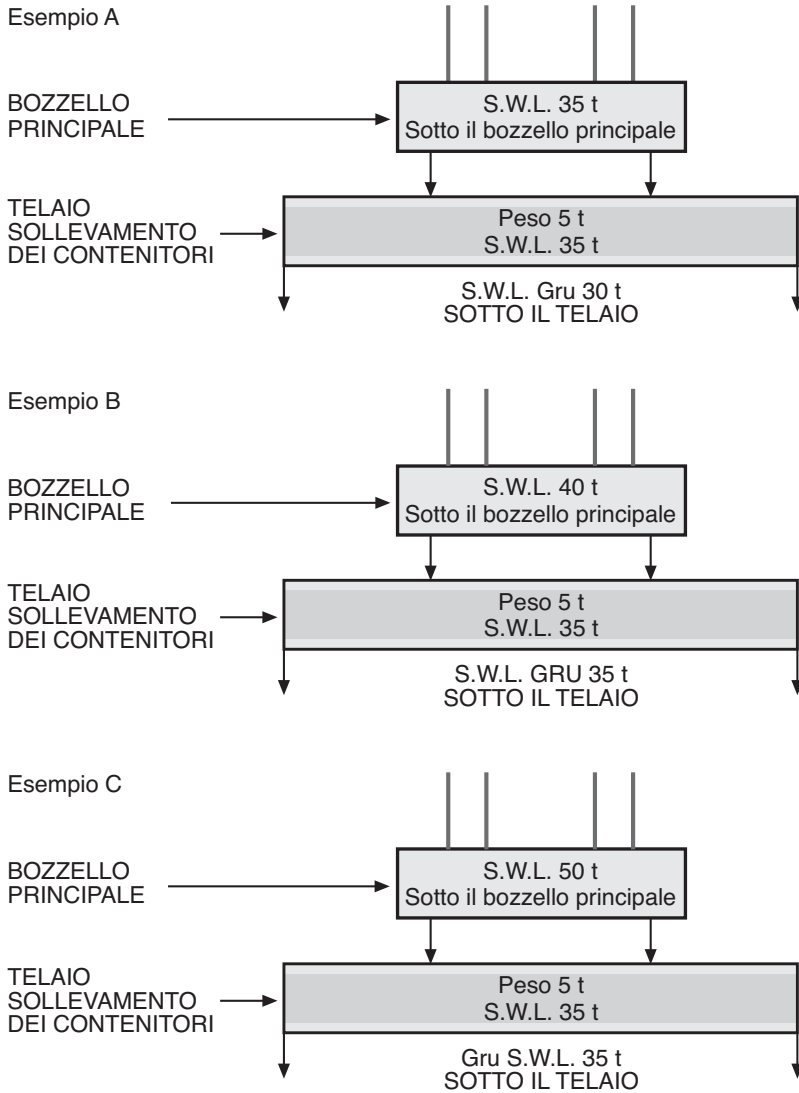 Esempio A
BOZZELLO
PRINCIPALE
S.W.L. 35 t
Sotto il bozzello principale
TELAIO
SOLLEVAMENTO
DEI CONTENITORI
Peso 5 t
S.W.L. 35 t
S.W.L. Gru 30 t
SOTTO IL TELAIO
Esempio B
BOZZELLO
PRINCIPALE
S.W.L. 40 t
Sotto il bozzello principale
TELAIO
SOLLEVAMENTO
DEI CONTENITORI
Peso 5 t
S.W.L. 35 t
S.W.L. GRU 35 t
SOTTO IL TELAIO
Esempio C
BOZZELLO
PRINCIPALE
S.W.L. 50 t
Sotto il bozzello principale
TELAIO
SOLLEVAMENTO
DEI CONTENITORI
Peso 5 t
S.W.L. 35 t
Gru S.W.L. 35 t
SOTTO IL TELAIO